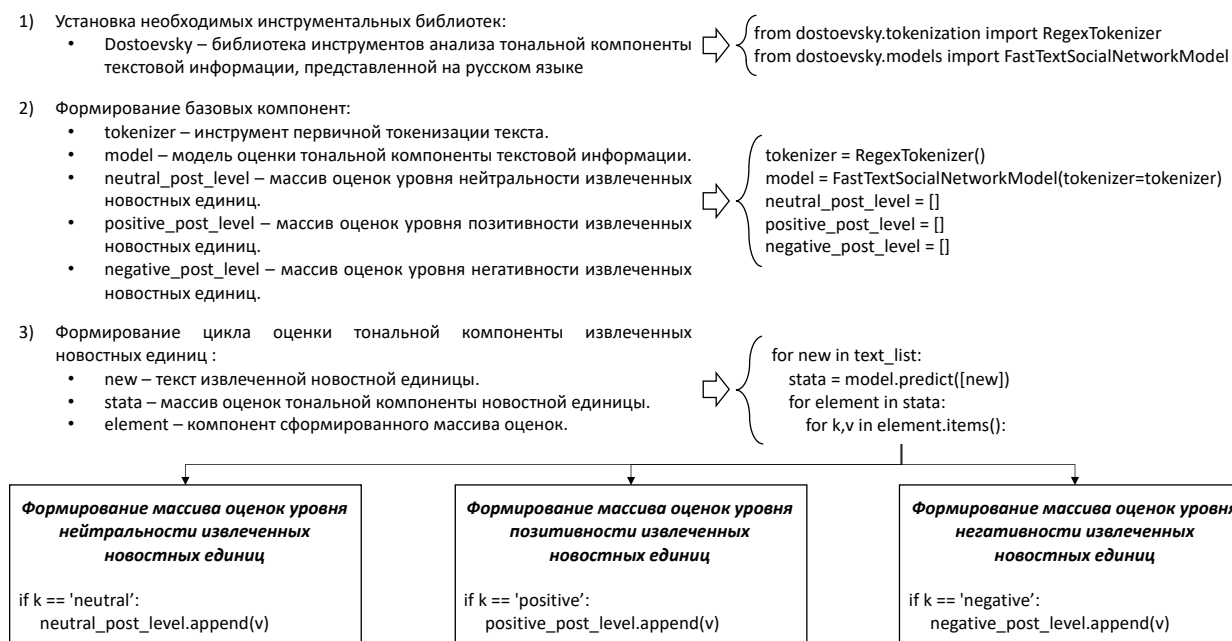 1) Установка необходимых инструментальных библиотек:
• Dostoevsky – библиотека инструментов анализа тональной компоненты
текстовой информации, представленной на русском языке
from dostoevsky.tokenization import RegexTokenizer
from dostoevsky.models import FastTextSocialNetworkModel
2) Формирование базовых компонент:
• tokenizer – инструмент первичной токенизации текста.
• model – модель оценки тональной компоненты текстовой информации.
• neutral_post_level – массив оценок уровня нейтральности извлеченных
новостных единиц.
• positive_post_level – массив оценок уровня позитивности извлеченных
новостных единиц.
• negative_post_level – массив оценок уровня негативности извлеченных
новостных единиц.
tokenizer = RegexTokenizer()
model = FastTextSocialNetworkModel(tokenizer=tokenizer)
neutral_post_level = []
positive_post_level = []
negative_post_level = []
3) Формирование цикла оценки тональной компоненты извлеченных
новостных единиц :
• new – текст извлеченной новостной единицы.
• stata – массив оценок тональной компоненты новостной единицы.
• element – компонент сформированного массива оценок.
for new in text_list:
stata = model.predict([new])
for element in stata:
for k,v in element.items():
Формирование массива оценок уровня
нейтральности извлеченных
новостных единиц
if k == 'neutral’:
neutral_post_level.append(v)
Формирование массива оценок уровня
позитивности извлеченных
новостных единиц
if k == 'positive’:
positive_post_level.append(v)
Формирование массива оценок уровня
негативности извлеченных
новостных единиц
if k == 'negative’:
negative_post_level.append(v)